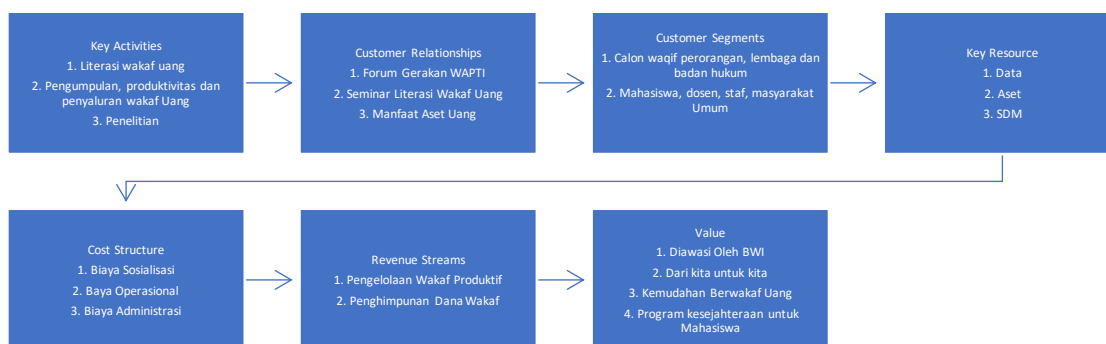 Key Activities
1. Literasi wakaf uang
2. Pengumpulan, produktivitas dan
penyaluran wakaf Uang
3. Penelitian
Customer Relationships
1. Forum Gerakan WAPTI
2. Seminar Literasi Wakaf Uang
3. Manfaat Aset Uang
Customer Segments
1. Calon waqif perorangan, lembaga dan
badan hukum
2. Mahasiswa, dosen, staf, masyarakat
Umum
Key Resource
1. Data
2. Aset
3. SDM
Cost Structure
1. Biaya Sosialisasi
2. Baya Operasional
3. Biaya Administrasi
Revenue Streams
1. Pengelolaan Wakaf Produktif
2. Penghimpunan Dana Wakaf
Value
1. Diawasi Oleh BWI
2. Dari kita untuk kita
3. Kemudahan Berwakaf Uang
4. Program kesejahteraan untuk
Mahasiswa